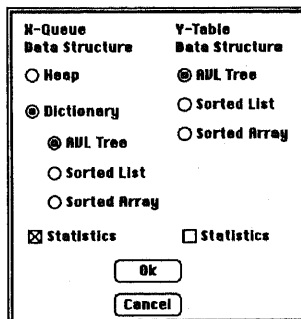 X-Queue
Data Structure
Heap
Dictionary
AVL Tree
Sorted List
Sorted Array
Statistics
Y-Table
Data Structure
AVL Tree
Sorted List
Sorted Array
Statistics
Ok
Cancel